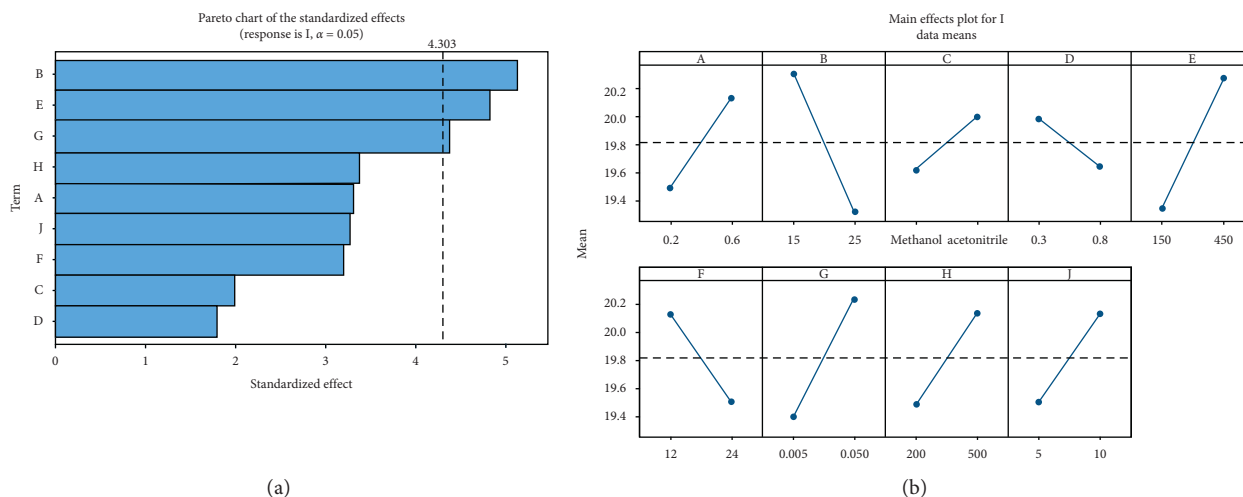 Pareto chart of the standardized effects
(response is I, α = 0.05)
4.303
Term
B
E
G
H
A
J
F
C
D
0 1 2 3 4 5
Standardized effect
(a)
Main effects plot for I
data means
Mean
A B C D E
20.2
20.0
19.8
19.6
19.4
0.2 0.6 15 25 Methanol acetonitrile 0.3 0.8 150 450
F G H J
20.2
20.0
19.8
19.6
19.4
12 24 0.005 0.050 200 500 5 10
(b)